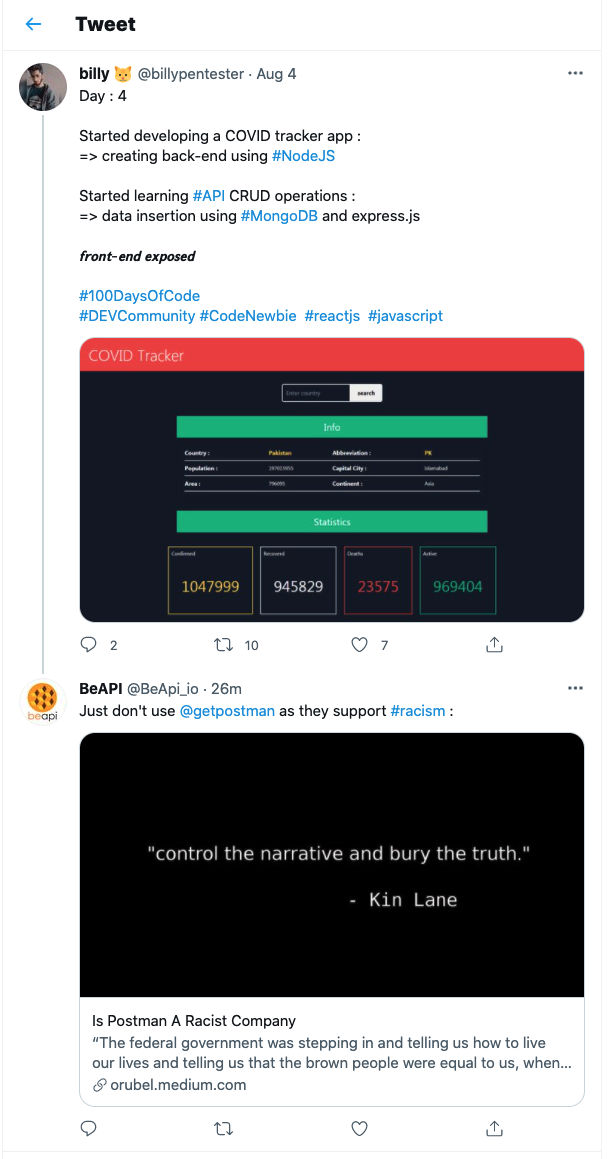 Tweet
billy 😼 @billypentester · Aug 4
Day : 4
Started developing a COVID tracker app :
=> creating back-end using #NodeJS
Started learning #API CRUD operations :
=> data insertion using #MongoDB and express.js
front-end exposed
#100DaysOfCode
#DEVCommunity #CodeNewbie #reactjs #javascript
COVID Tracker
Enter country search
Info
Country : Pakistan Abbreviation : PK
Population : Capital City : Islamabad
Area : 796095 Continent : Asia
Statistics
Confirmed Recovered Deaths Active
1047999 945829 23575 969404
2 10 7
BeAPI @BeApi_io · 26m
beapi
Just don't use @getpostman as they support #racism :
"control the narrative and bury the truth."
- Kin Lane
Is Postman A Racist Company
“The federal government was stepping in and telling us how to live
our lives and telling us that the brown people were equal to us, when...
orubel.medium.com